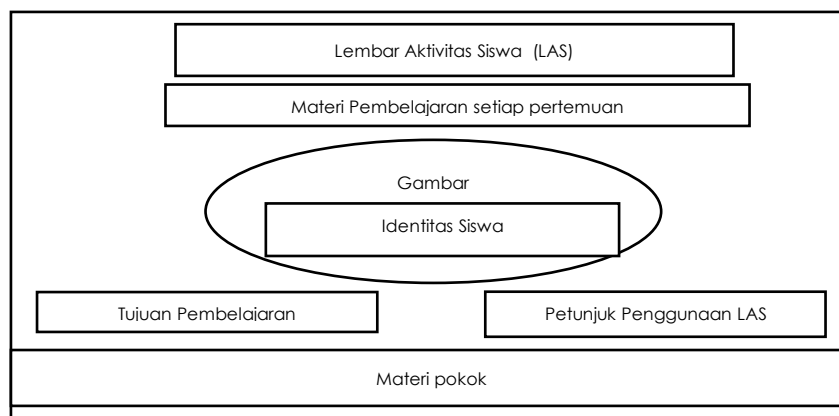 Lembar Aktivitas Siswa (LAS)
Materi Pembelajaran setiap pertemuan
Gambar
Identitas Siswa
Tujuan Pembelajaran
Petunjuk Penggunaan LAS
Materi pokok